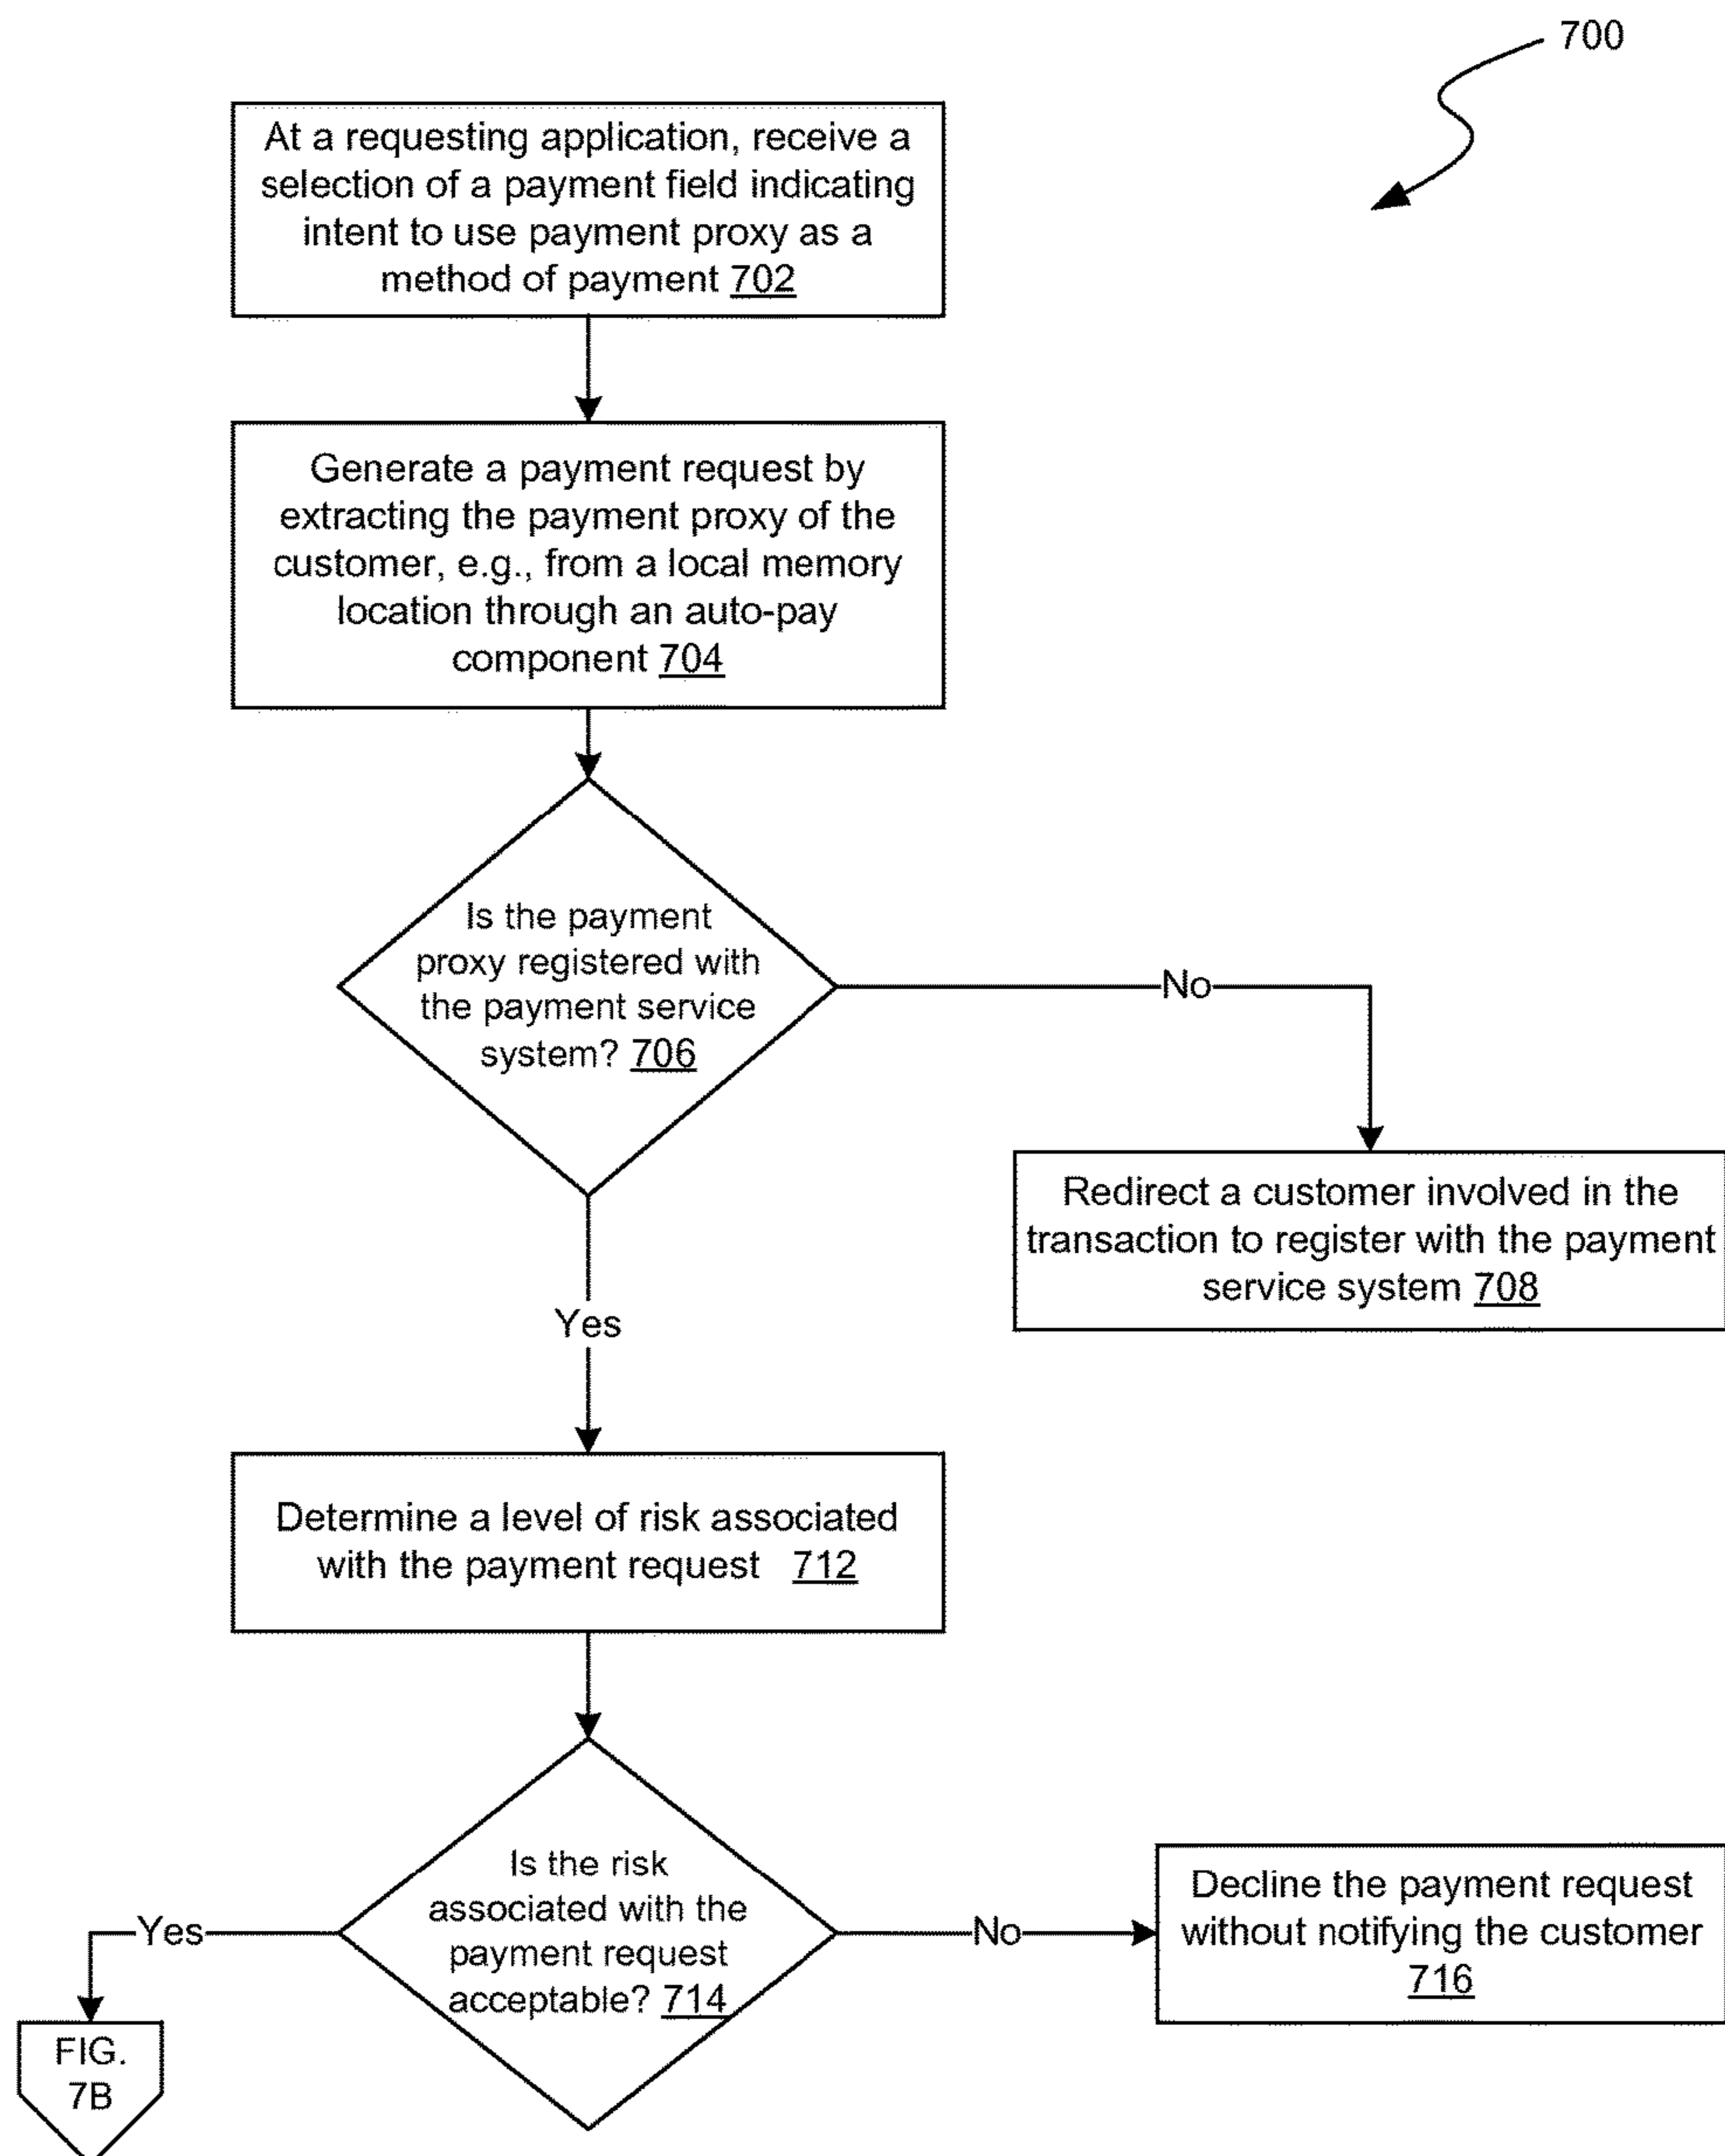 700
At a requesting application, receive a
selection of a payment field indicating
intent to use payment proxy as a
method of payment 702
Generate a payment request by
extracting the payment proxy of the
customer, e.g., from a local memory
location through an auto-pay
component 704
Is the payment
proxy registered with
the payment service
system? 706
No
Redirect a customer involved in the
transaction to register with the payment
service system 708
Yes
Determine a level of risk associated
with the payment request 712
Is the risk
associated with the
payment request
acceptable? 714
Yes
No
Decline the payment request
without notifying the customer
716
FIG.
7B